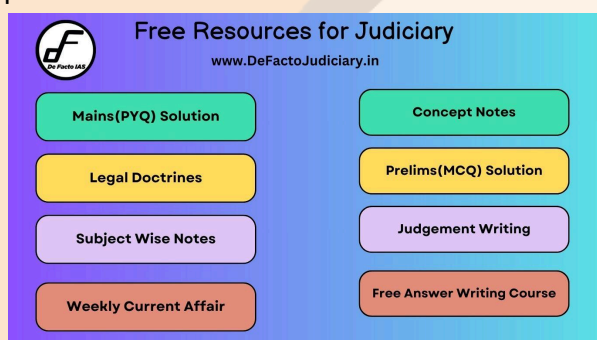 Free Resources for Judiciary
De Facto IAS
www.DeFactoJudiciary.in
Mains(PYQ) Solution
Concept Notes
Legal Doctrines
Prelims(MCQ) Solution
Subject Wise Notes
Judgement Writing
Weekly Current Affair
Free Answer Writing Course